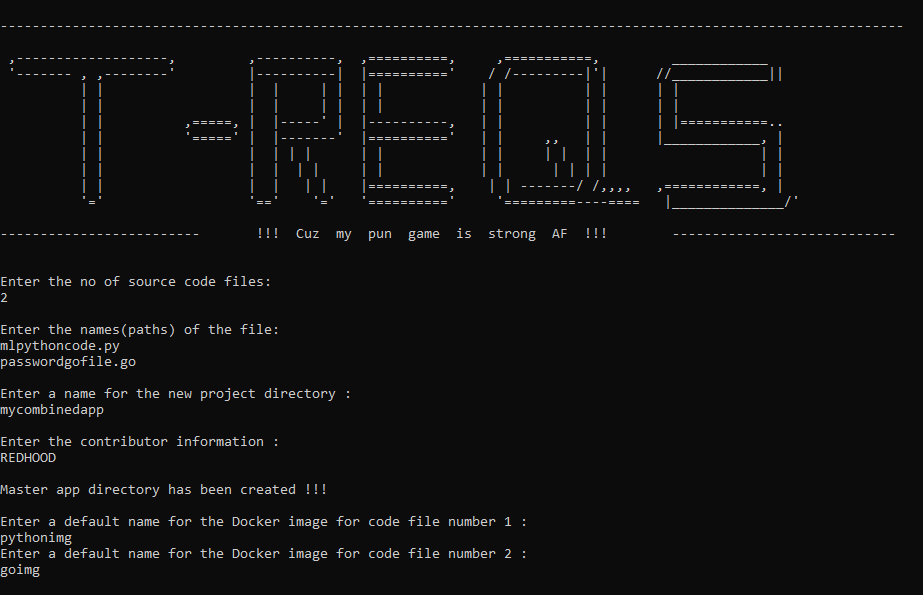 T-REQS
!!! Cuz my pun game is strong AF !!!
Enter the no of source code files:
2
Enter the names(paths) of the file:
mlpythoncode.py
passwordgofile.go
Enter a name for the new project directory :
mycombinedapp
Enter the contributor information :
REDHOOD
Master app directory has been created !!!
Enter a default name for the Docker image for code file number 1 :
pythonimg
Enter a default name for the Docker image for code file number 2 :
goimg